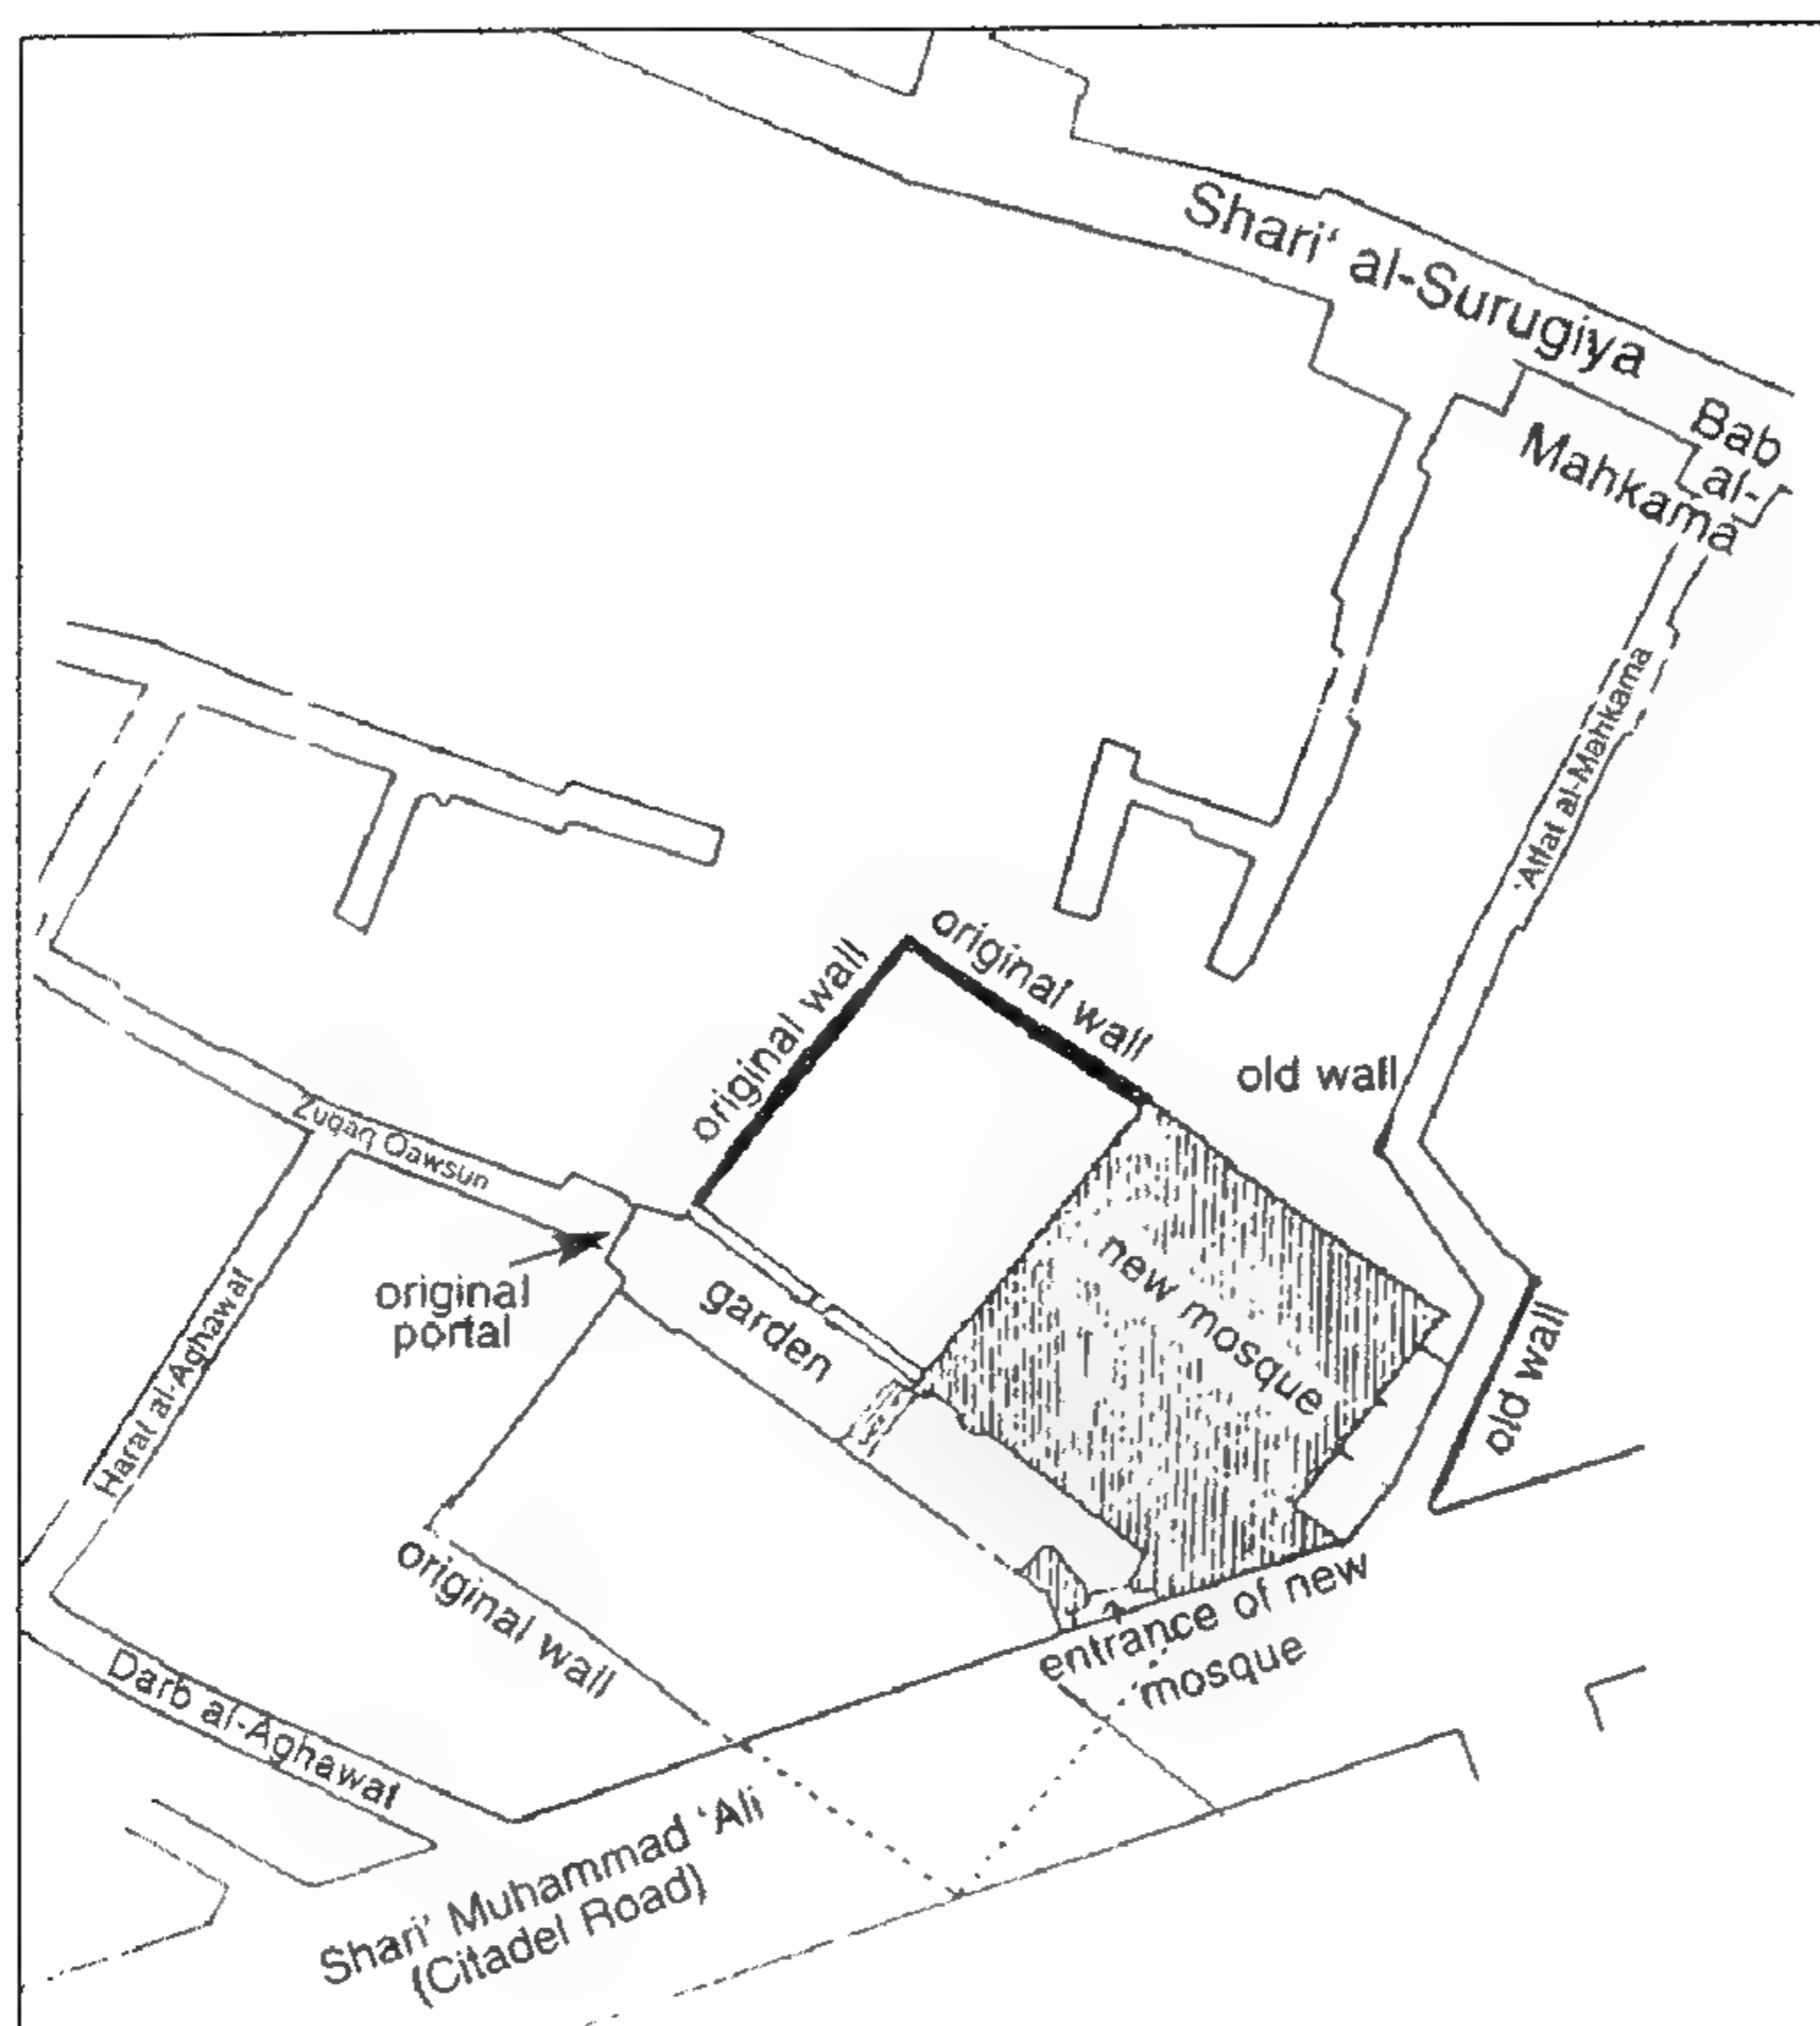 Shari‘ al-Surugiya
Bab
al-
Mahkama
‘Atfat al-Mahkama
original wall
original wall
old wall
Zuqaq Qawsun
original
portal
garden
new mosque
old wall
Harat al-Aghawat
original wall
entrance of new
mosque
Darb al-Aghawat
Shari’ Muhammad ‘Ali
(Citadel Road)